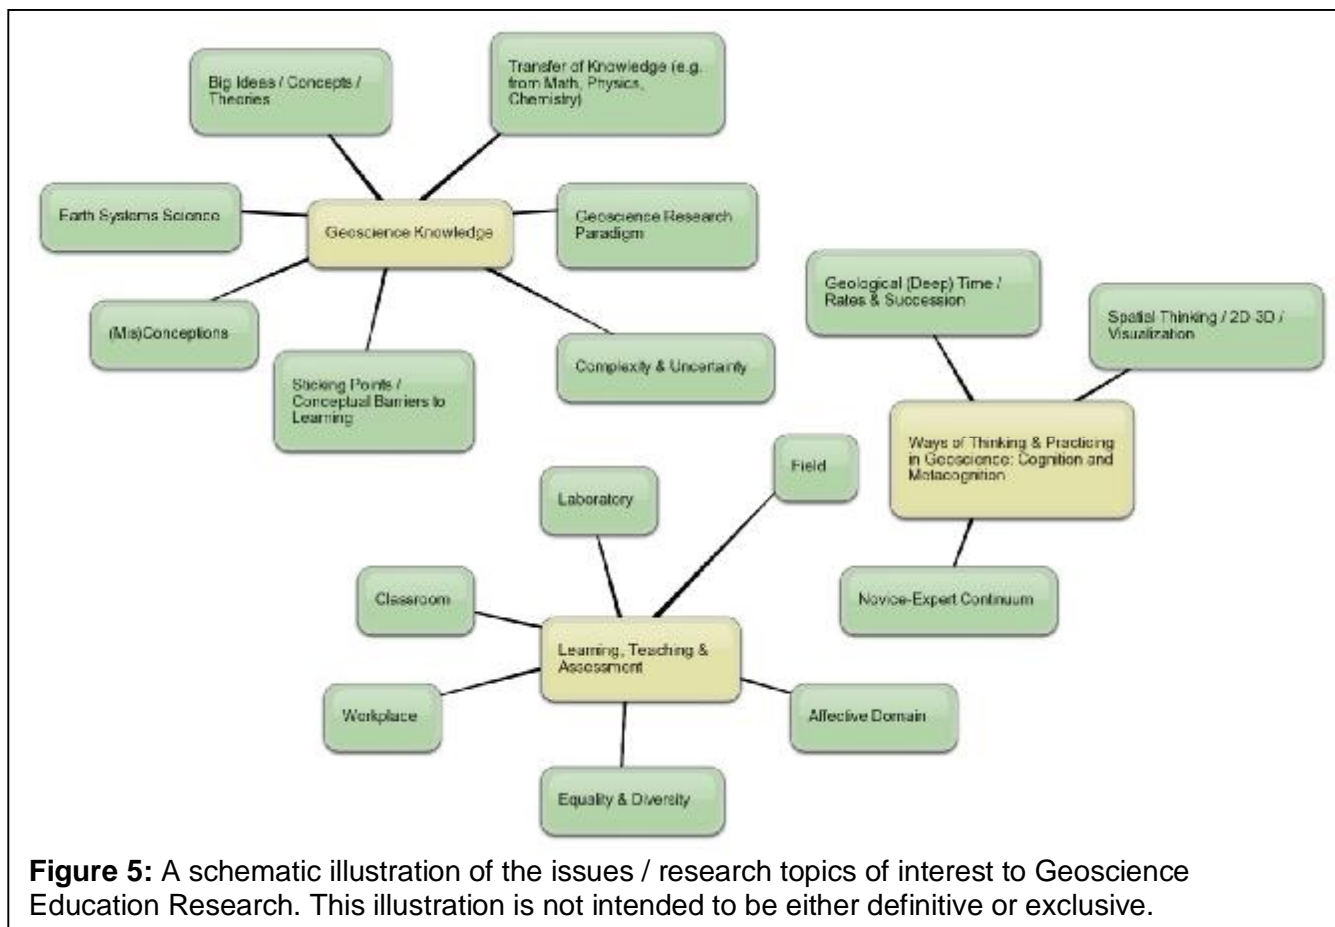 Big Ideas / Concepts /
Theories
Transfer of Knowledge (e.g.
from Math, Physics,
Chemistry)
Earth Systems Science
Geoscience Knowledge
Geoscience Research
Paradigm
(Mis)Conceptions
Sticking Points /
Conceptual Barriers to
Learning
Complexity & Uncertainty
Geological (Deep) Time /
Rates & Succession
Spatial Thinking / 2D 3D /
Visualization
Ways of Thinking & Practicing
in Geoscience: Cognition and
Metacognition
Novice-Expert Continuum
Field
Laboratory
Classroom
Learning, Teaching &
Assessment
Workplace
Affective Domain
Equality & Diversity
Figure 5: A schematic illustration of the issues / research topics of interest to Geoscience
Education Research. This illustration is not intended to be either definitive or exclusive.